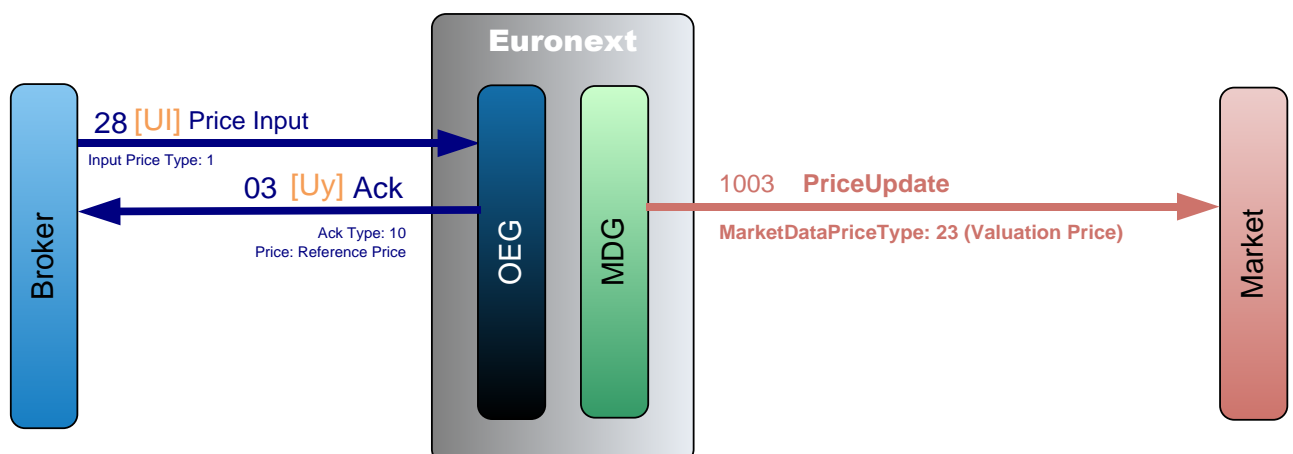 Euronext
28 [UI] Price Input
Input Price Type: 1
03 [Uy] Ack
Ack Type: 10
Price: Reference Price
1003 PriceUpdate
MarketDataPriceType: 23 (Valuation Price)
Broker
OEG
MDG
Market